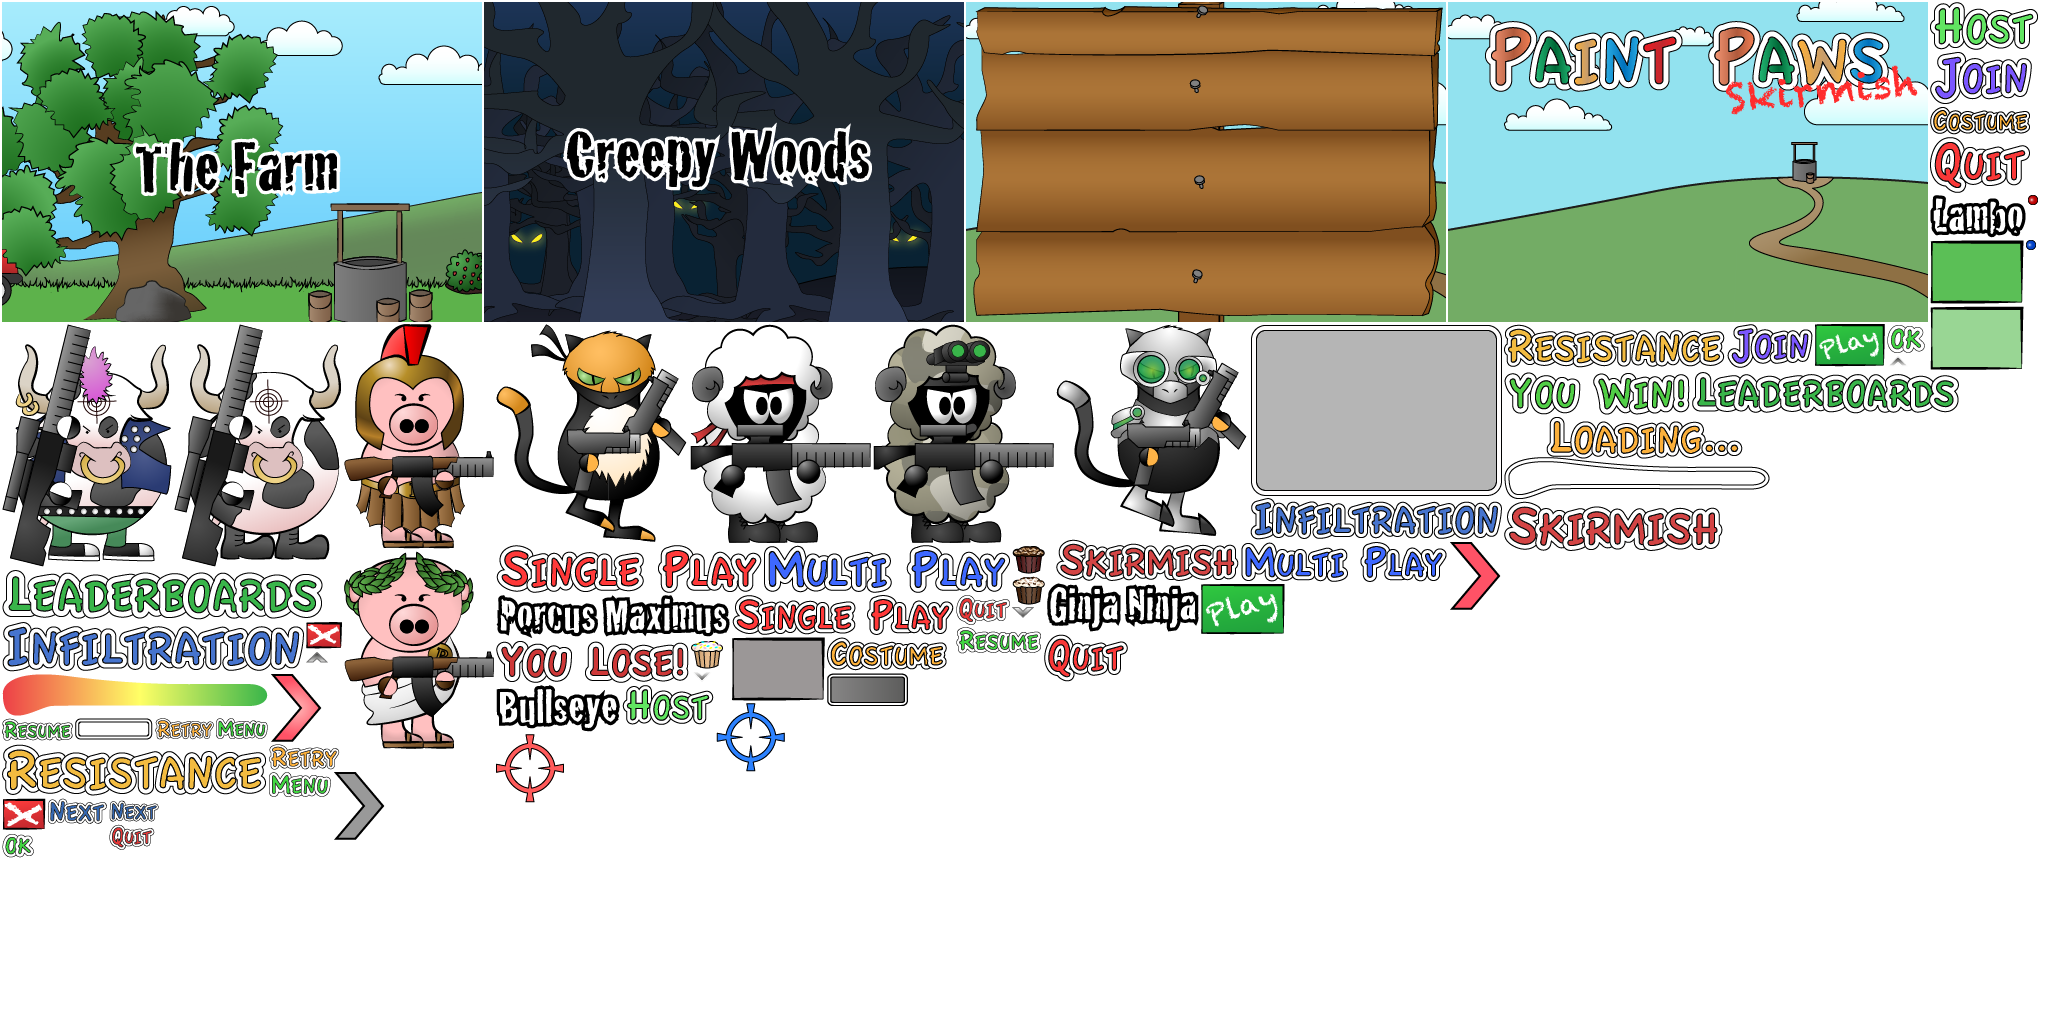 The Farm
Creepy Woods
PAINT PAWS
Skirmish
HOST
JOIN
COSTUME
QUIT
Lambo
RESISTANCE
JOIN
play
OK
YOU WIN!
LEADERBOARDS
LOADING...
INFILTRATION
SKIRMISH
SINGLE PLAY
MULTI PLAY
SKIRMISH
MULTI PLAY
LEADERBOARDS
Porcus Maximus
SINGLE PLAY
QUIT
Ginja Ninja
play
INFILTRATION
RESUME
YOU LOSE!
COSTUME
QUIT
Bullseye
HOST
RESUME
RETRY
MENU
RESISTANCE
RETRY
MENU
NEXT
NEXT
QUIT
OK